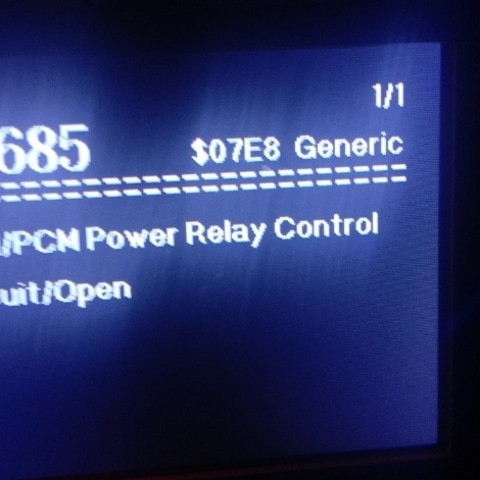 1/1
685 $07E8 Generic
/PCM Power Relay Control
uit/Open